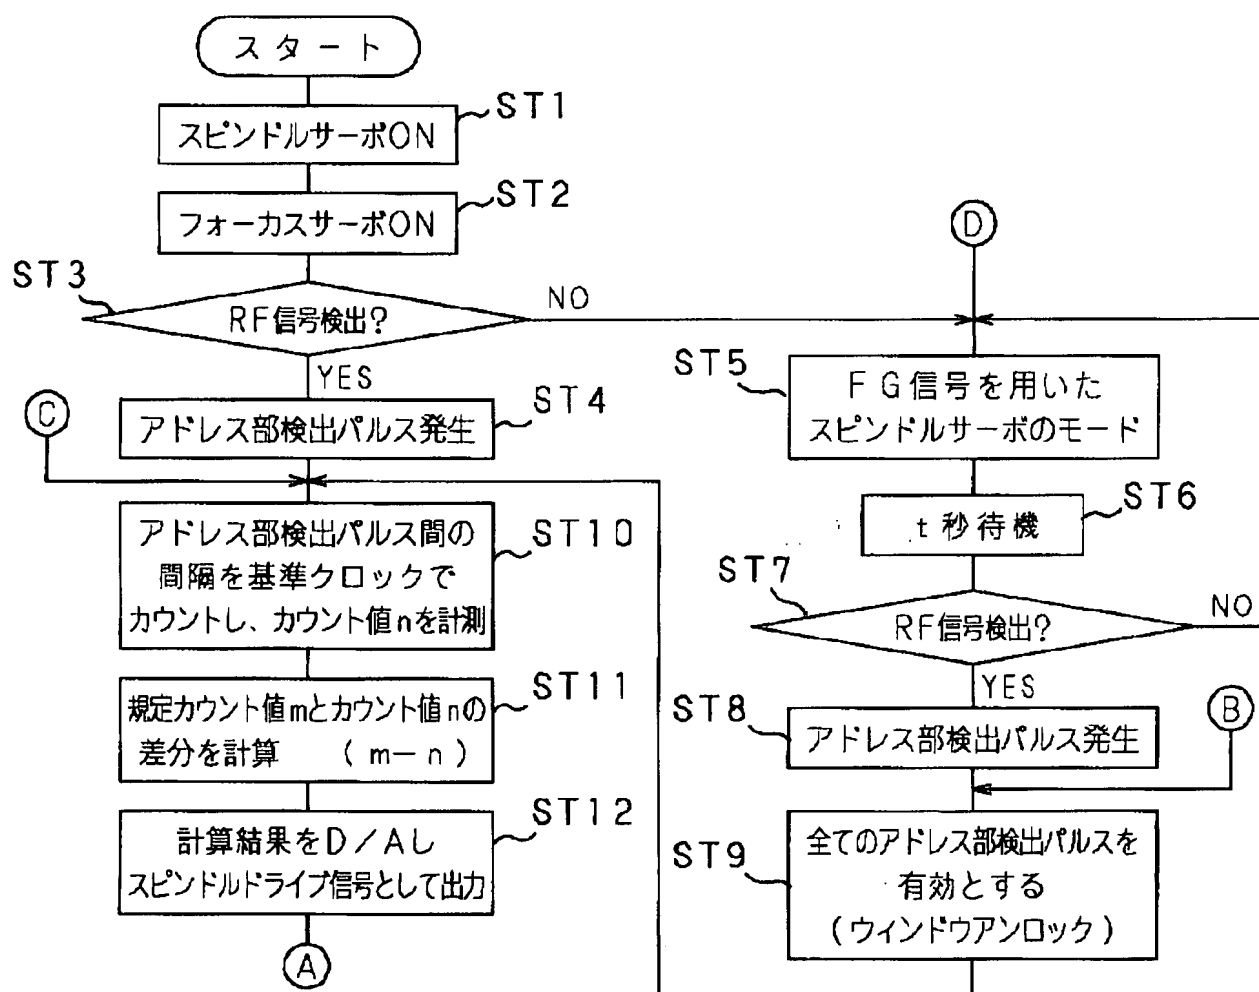 スタート
ST1
スピンドルサーボON
ST2
フォーカスサーボON
ST3
RF信号検出?
NO
YES
ST4
アドレス部検出パルス発生
C
ST10
アドレス部検出パルス間の
間隔を基準クロックで
カウントし、カウント値nを計測
ST11
規定カウント値mとカウント値nの
差分を計算 (m-n)
ST12
計算結果をD/Aし
スピンドルドライブ信号として出力
A
D
ST5
FG信号を用いた
スピンドルサーボのモード
ST6
t秒待機
ST7
RF信号検出?
NO
YES
ST8
アドレス部検出パルス発生
B
ST9
全てのアドレス部検出パルスを
有効とする
(ウィンドウアンロック)